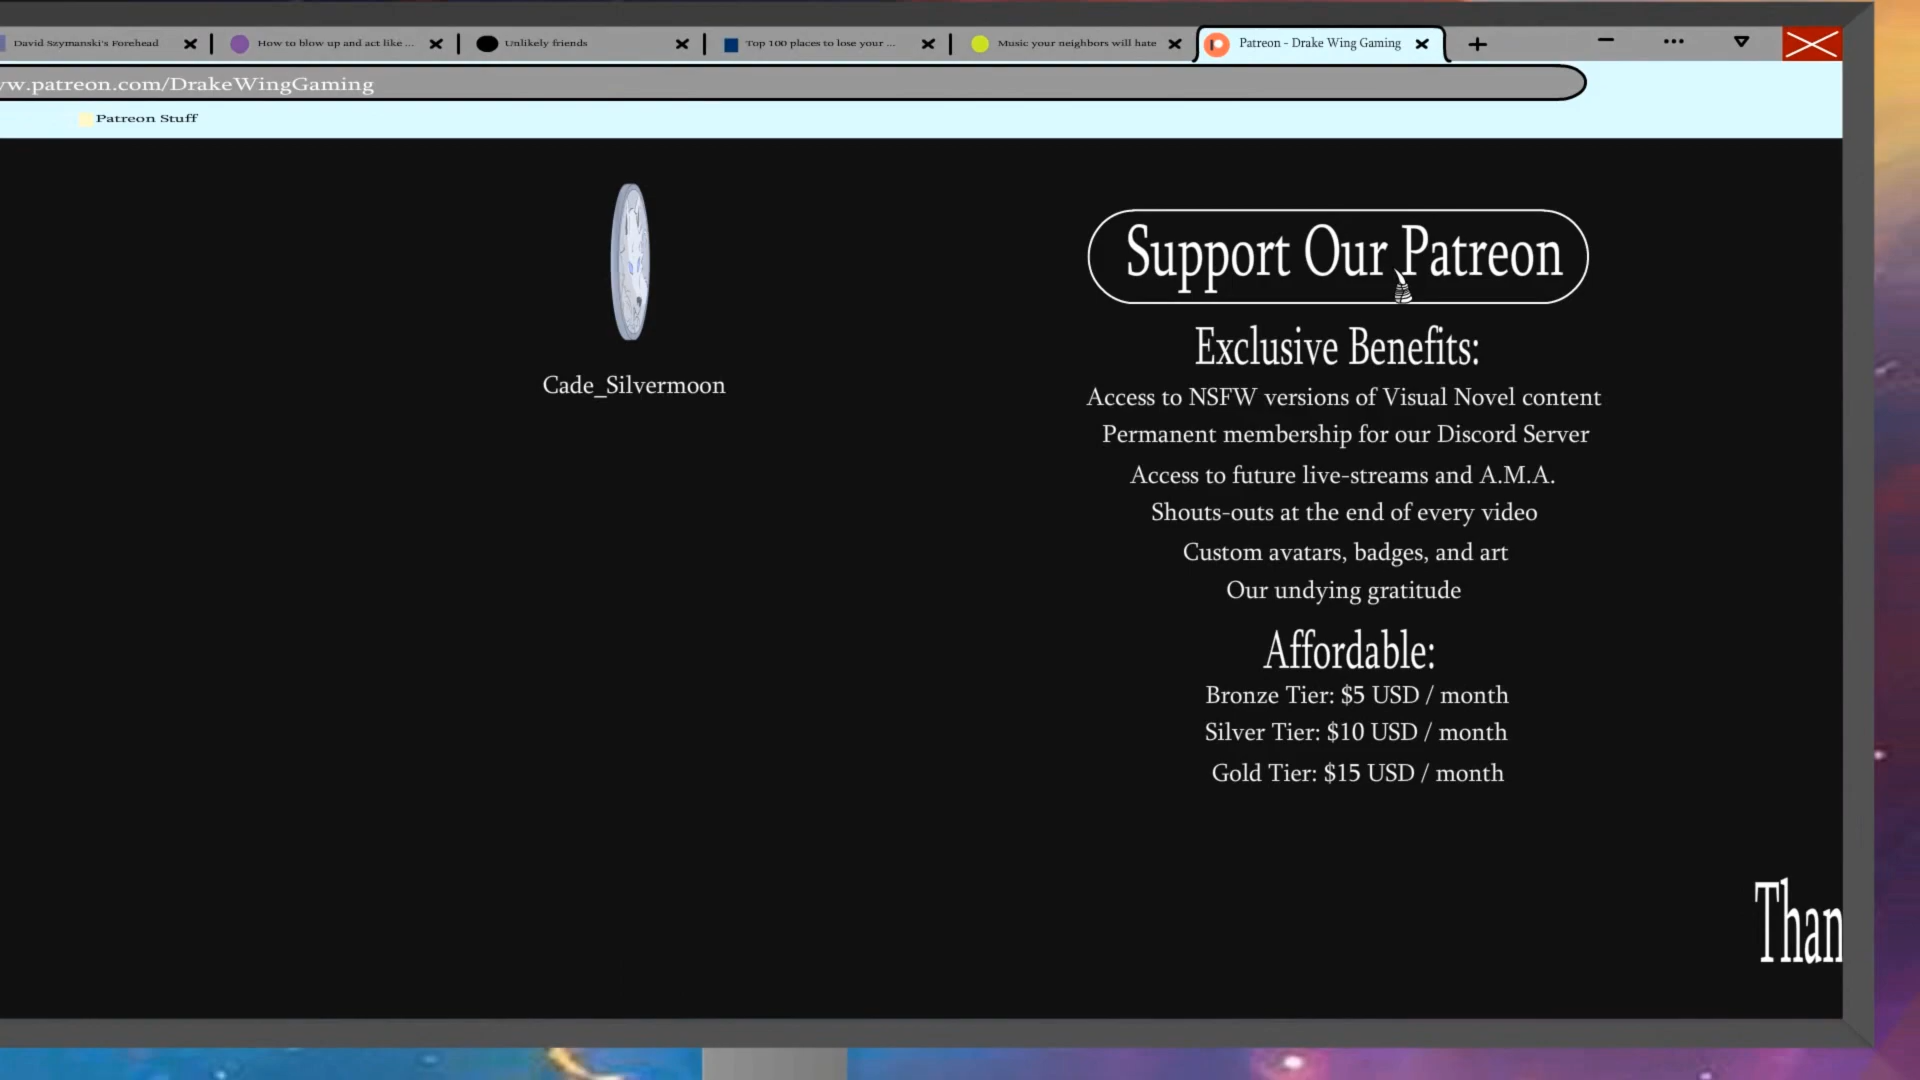 David Szymanski's Forehead
How to blow up and act like ...
Unlikely friends
Top 100 places to lose your ...
Music your neighbors will hate
Patreon - Drake Wing Gaming
w.patreon.com/DrakeWingGaming
Patreon Stuff
Cade_Silvermoon
Support Our Patreon
Exclusive Benefits:
Access to NSFW versions of Visual Novel content
Permanent membership for our Discord Server
Access to future live-streams and A.M.A.
Shouts-outs at the end of every video
Custom avatars, badges, and art
Our undying gratitude
Affordable:
Bronze Tier: $5 USD / month
Silver Tier: $10 USD / month
Gold Tier: $15 USD / month
Than